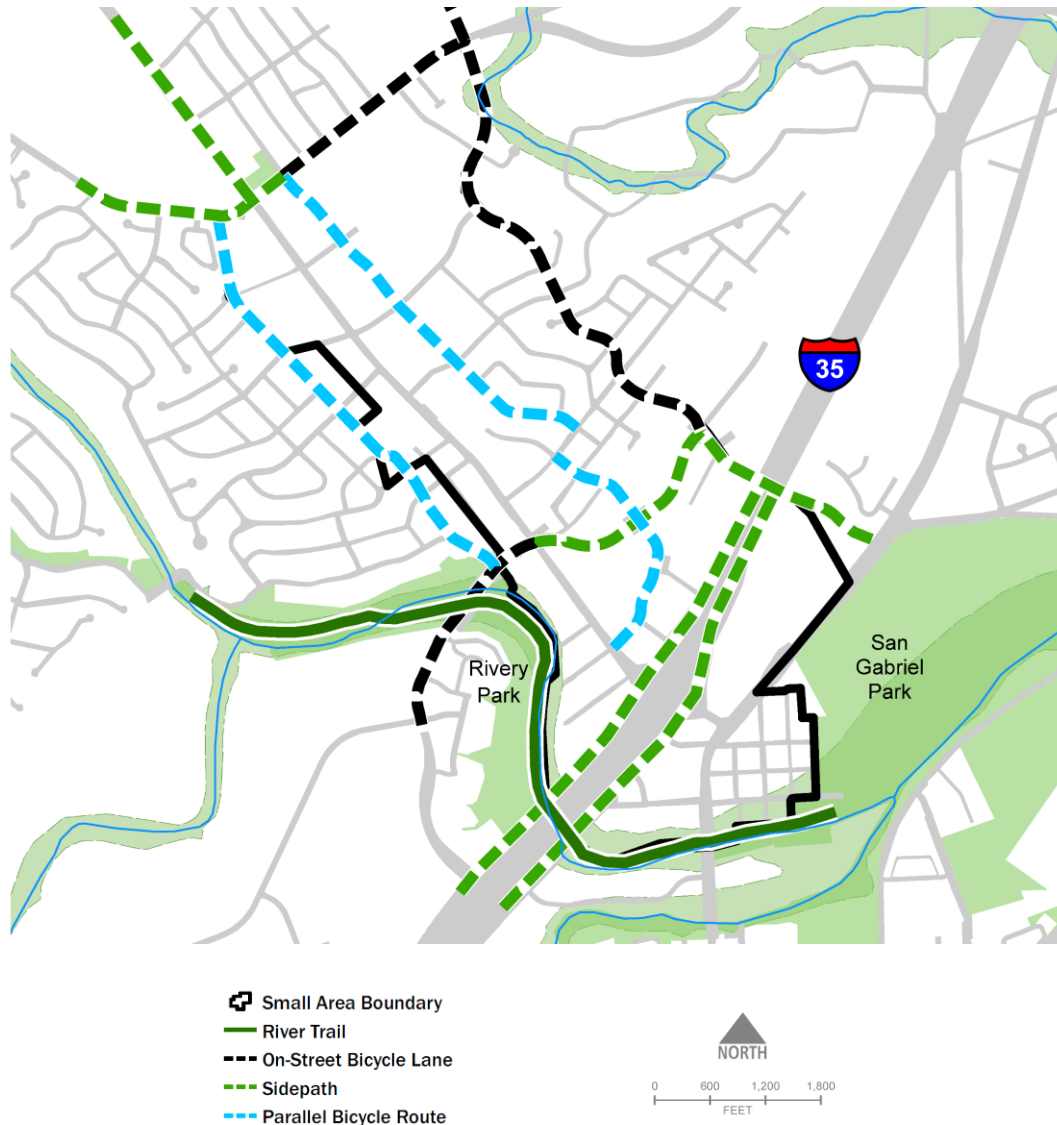 35
San
Gabriel
Park
Rivery
Park
Small Area Boundary
River Trail
On-Street Bicycle Lane
Sidepath
Parallel Bicycle Route
NORTH
0 600 1,200 1,800
FEET